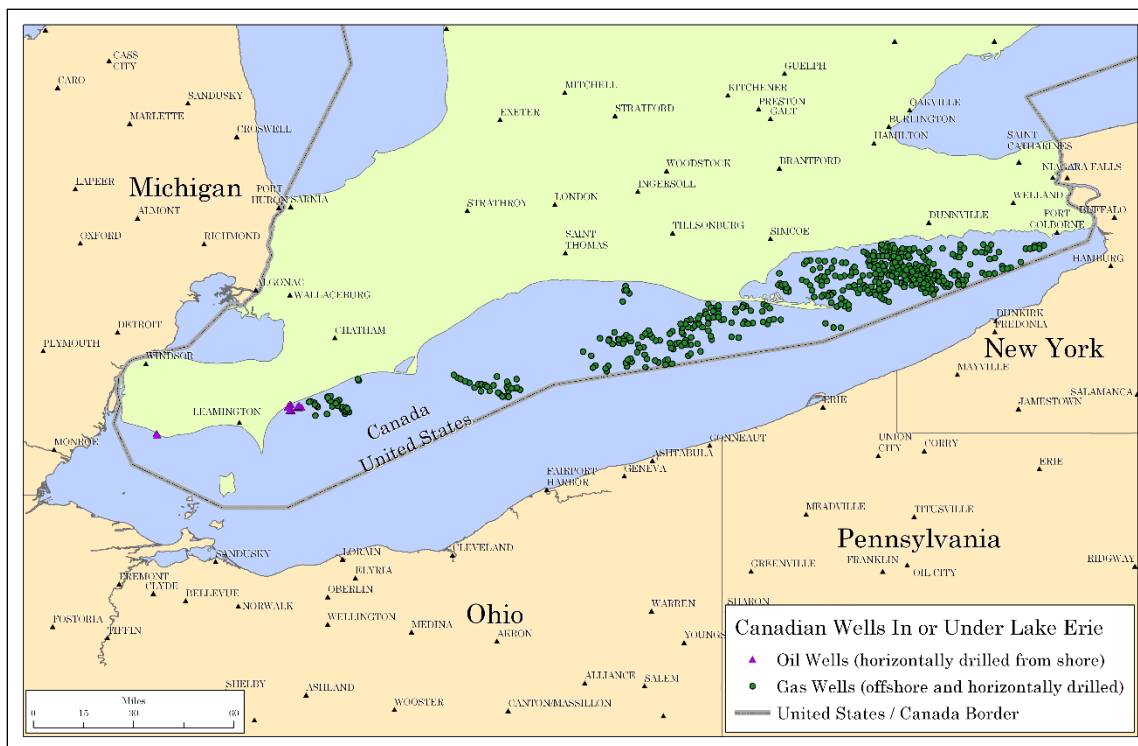 CASS
CITY
CARO
SANDUSKY
MARLETTE
CROSWELL
LAPEER
Michigan
PORT
HURON
SARNIA
ALMONT
OXFORD
RICHMOND
ALGONAC
WALLACEBURG
DETROIT
PLYMOUTH
WINDSOR
CHATHAM
LEAMINGTON
MONROE
GUELPH
MITCHELL
KITCHENER
STRATFORD
PRESTON
GALT
EXETER
OAKVILLE
BURLINGTON
HAMILTON
SAINT
CATHARINES
WOODSTOCK
BRANTFORD
NIAGARA FALLS
INGERSOLL
STRATHROY
LONDON
WELLAND
BUFFALO
TILLSONBURG
DUNNVILLE
PORT
COLBORNE
SAINT
THOMAS
SIMCOE
HAMBURG
DUNKIRK
FREDONIA
New York
MAYVILLE
SALAMANCA
JAMESTOWN
Canada
United States
ERIE
CONNEAUT
UNION
CITY
CORRY
ASHTABULA
GENEVA
ERIE
FAIRPORT
HARBOR
MEADVILLE
TITUSVILLE
Pennsylvania
SANDUSKY
LORAIN
CLEVELAND
GREENVILLE
FRANKLIN
OIL CITY
RIDGWAY
FREMONT
CLYDE
ELYRIA
BELLEVUE
OBERLIN
NORWALK
WARREN
SHARON
FOSTORIA
TIFFIN
WELLINGTON
MEDINA
Ohio
AKRON
YOUNGS
SHELBY
ASHLAND
ALLIANCE
SALEM
WOOSTER
CANTON/MASSILLON
Miles
0 15 30 60
Canadian Wells In or Under Lake Erie
Oil Wells (horizontally drilled from shore)
Gas Wells (offshore and horizontally drilled)
United States / Canada Border